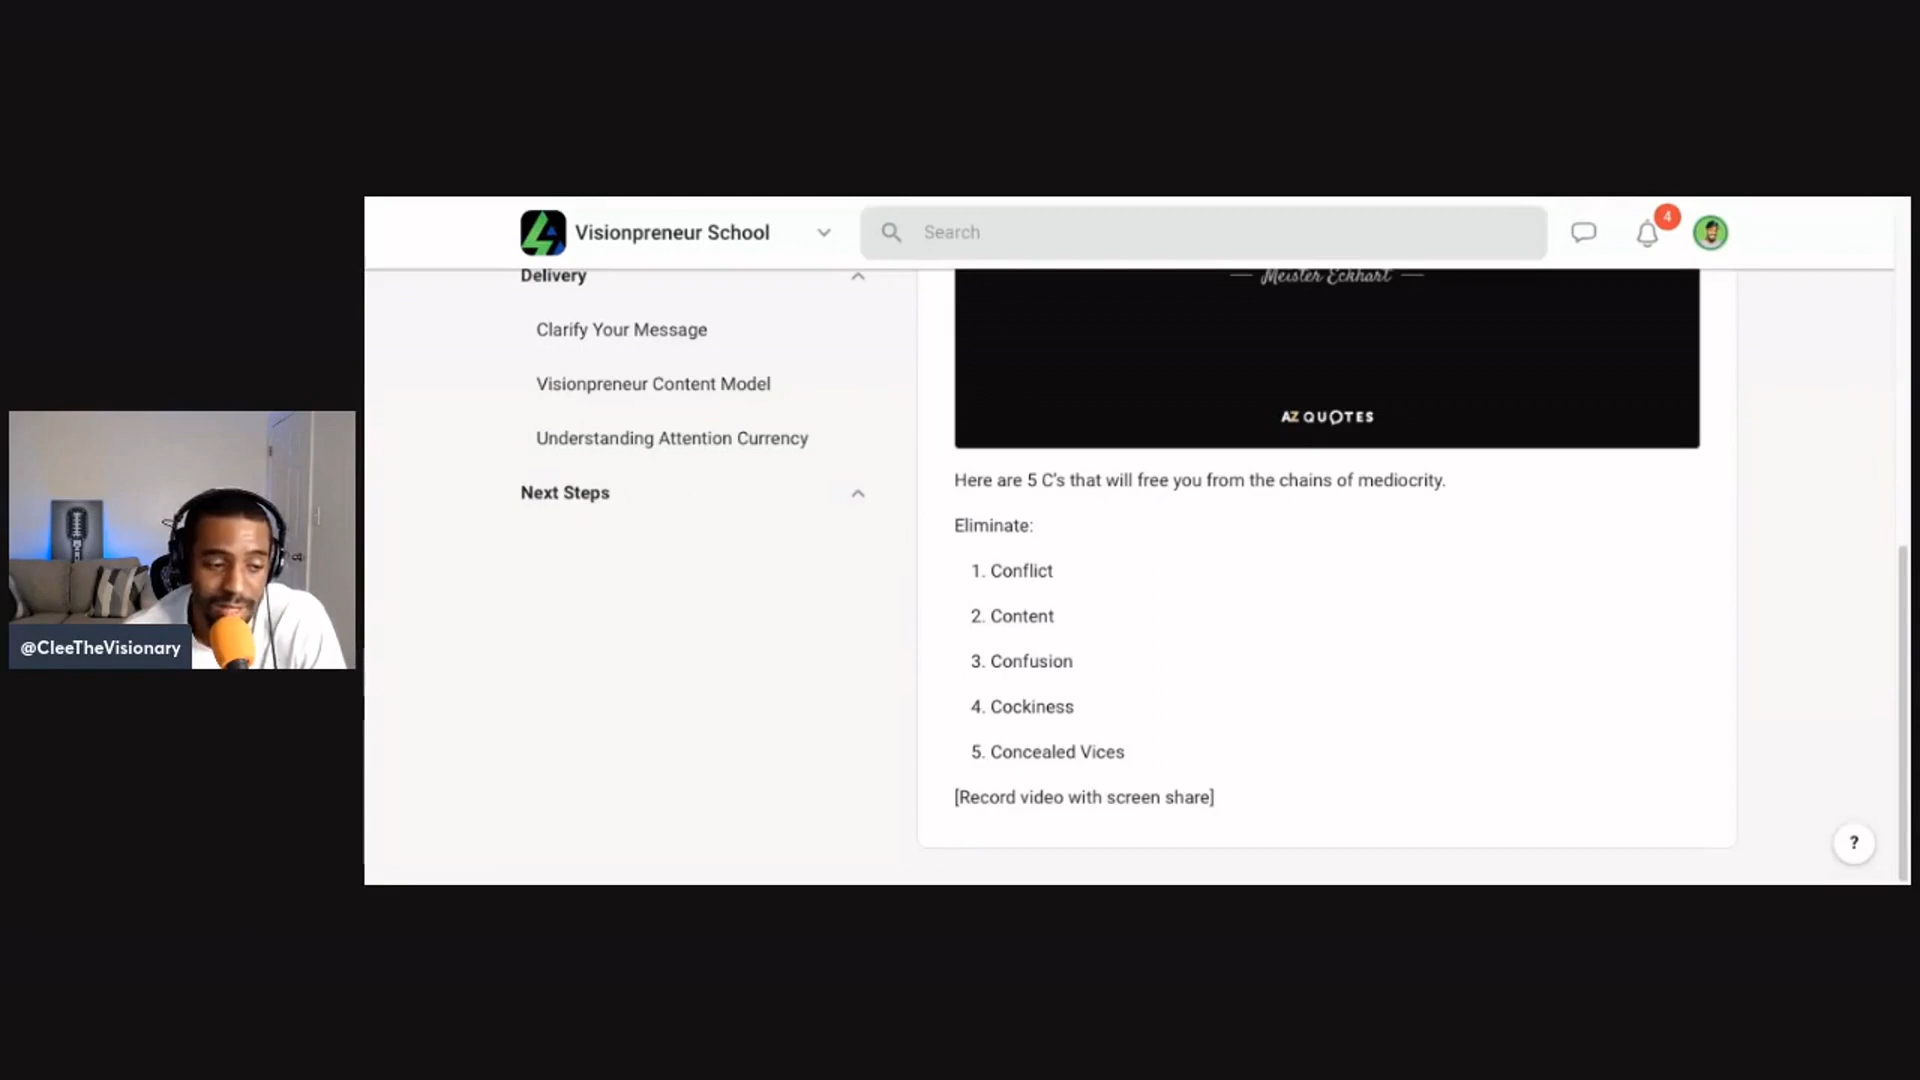 Visionpreneur School
Search
4
Delivery
Clarify Your Message
Visionpreneur Content Model
Understanding Attention Currency
Next Steps
— Meister Eckhart —
AZ QUOTES
Here are 5 C's that will free you from the chains of mediocrity.
Eliminate:
1. Conflict
2. Content
3. Confusion
4. Cockiness
5. Concealed Vices
[Record video with screen share]
?
@CleeTheVisionary